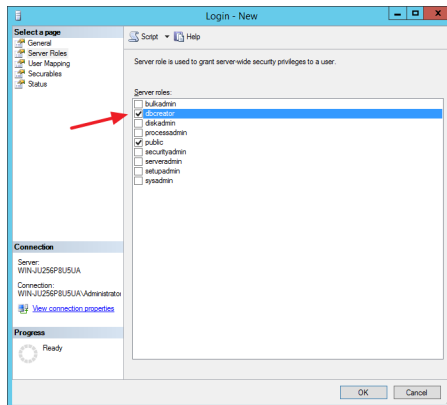 Login - New
Select a page
General
Server Roles
User Mapping
Securables
Status
Script
Help
Server role is used to grant server-wide security privileges to a user.
Server roles:
bulkadmin
dbcreator
diskadmin
processadmin
public
securityadmin
serveradmin
setupadmin
sysadmin
Connection
Server:
WIN-JU256P8U5UA
Connection:
WIN-JU256P8U5UA\Administrator
View connection properties
Progress
Ready
OK
Cancel